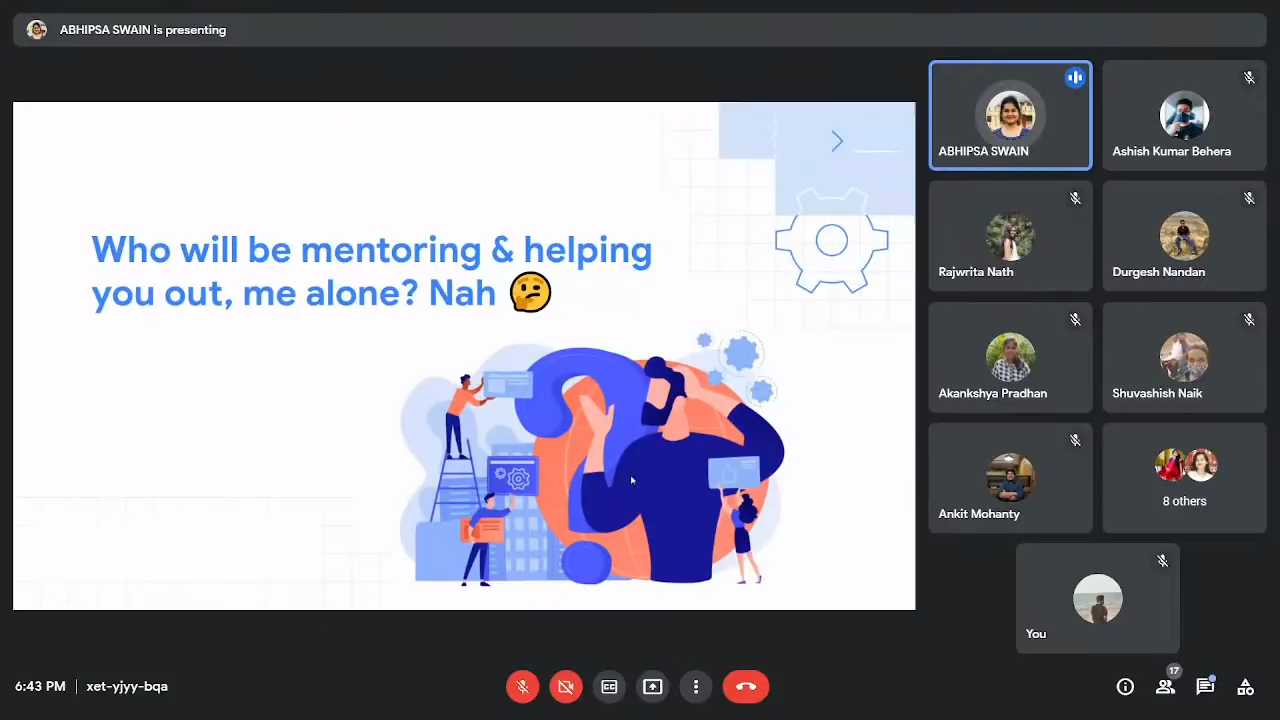 ABHIPSA SWAIN is presenting
Who will be mentoring & helping
you out, me alone? Nah 🤔
ABHIPSA SWAIN
Ashish Kumar Behera
Rajwrita Nath
Durgesh Nandan
Akankshya Pradhan
Shuvashish Naik
Ankit Mohanty
8 others
You
6:43 PM | xet-yjyy-bqa
17